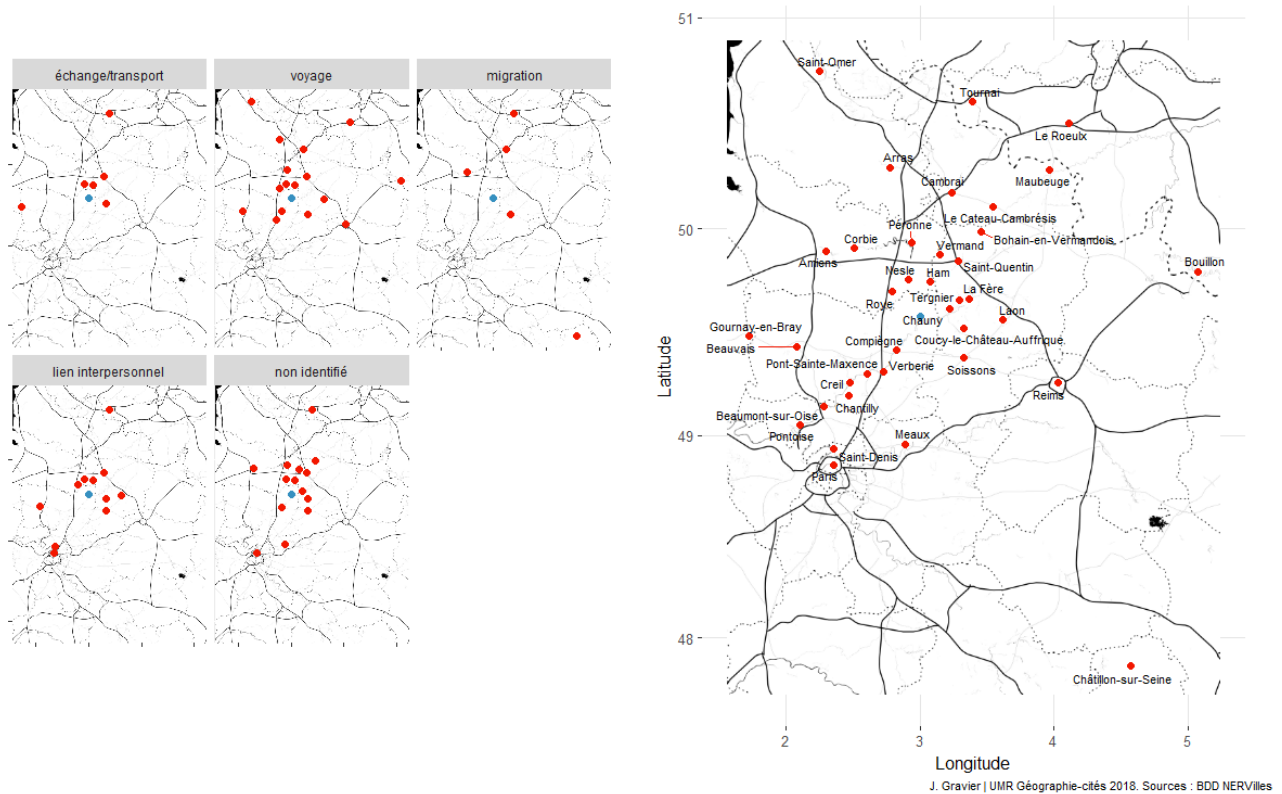 échange/transport
voyage
migration
lien interpersonnel
non identifié
51
50
49
48
Latitude
Saint-Omer
Tournai
Le Roeulx
Arras
Maubeuge
Cambrai
Le Cateau-Cambrésis
Péronne
Bohain-en-Vermandois
Corbie
Vermand
Amiens
Saint-Quentin
Bouillon
Nesle
Ham
La Fère
Roye
Tergnier
Laon
Chauny
Gournay-en-Bray
Beauvais
Compiègne
Coucy-le-Château-Auffrique
Pont-Sainte-Maxence
Verberie
Soissons
Creil
Reims
Chantilly
Beaumont-sur-Oise
Pontoise
Meaux
Saint-Denis
Paris
Châtillon-sur-Seine
2
3
4
5
Longitude
J. Gravier | UMR Géographie-cités 2018. Sources : BDD NERVilles